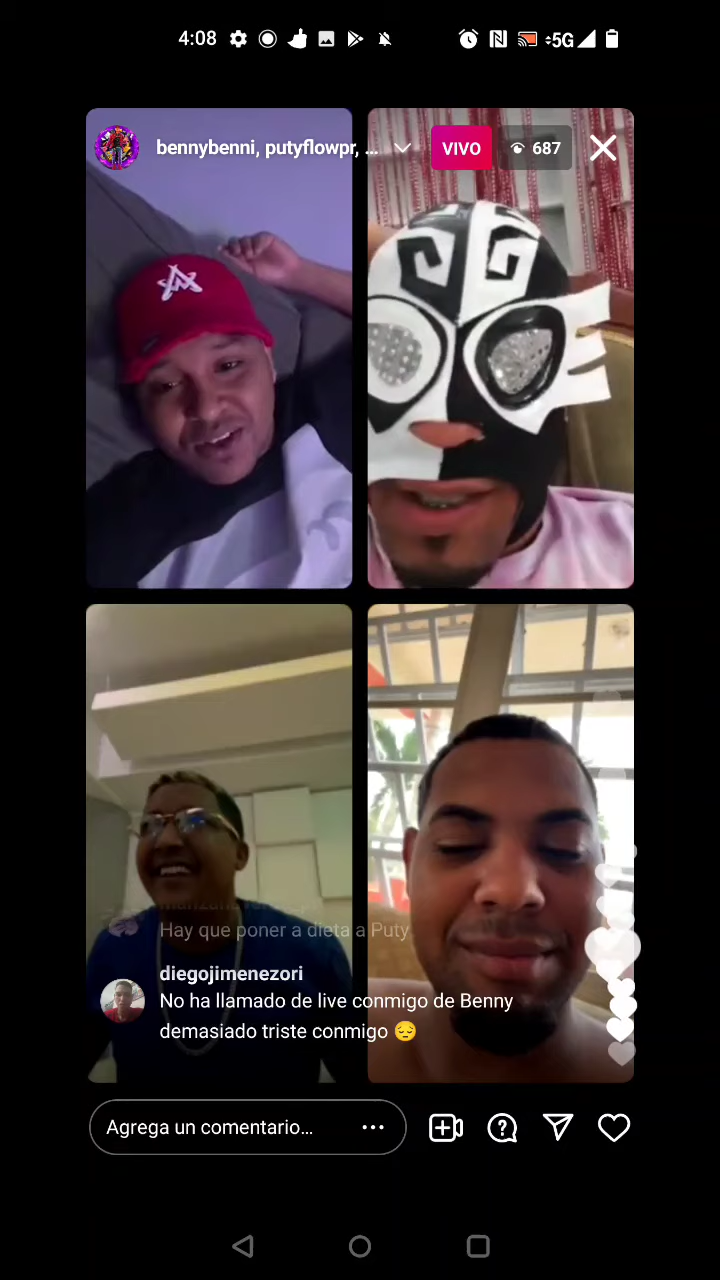 4:08
5G
bennybenni, putyflowpr, ...
VIVO
687
Hay que poner a dieta a Puty
diegojimenezori
No ha llamado de live conmigo de Benny
demasiado triste conmigo 😔
Agrega un comentario...